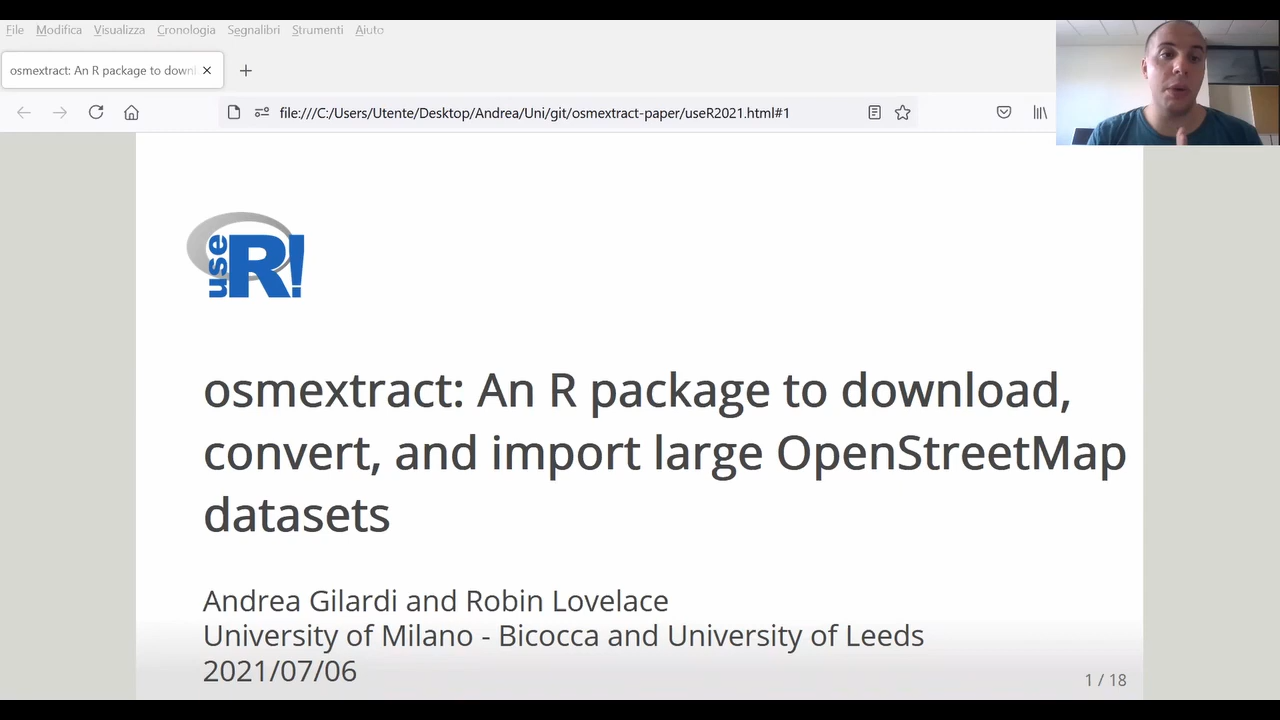 File Modifica Visualizza Cronologia Segnalibri Strumenti Aiuto
osmextract: An R package to downl
file:///C:/Users/Utente/Desktop/Andrea/Uni/git/osmextract-paper/useR2021.html#1
use R!
osmextract: An R package to download,
convert, and import large OpenStreetMap
datasets
Andrea Gilardi and Robin Lovelace
University of Milano - Bicocca and University of Leeds
2021/07/06
1 / 18